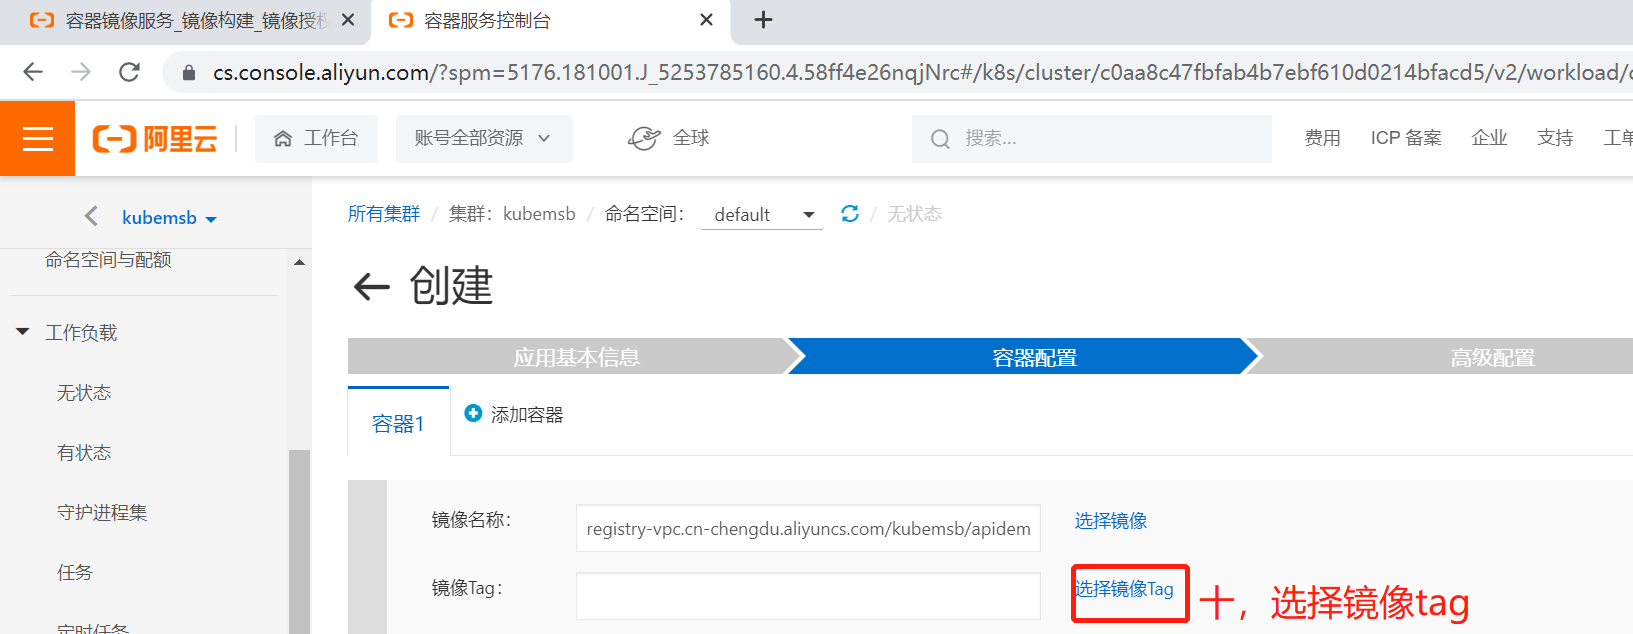 容器镜像服务_镜像构建_镜像授权
容器服务控制台
cs.console.aliyun.com/?spm=5176.181001.J_5253785160.4.58ff4e26nqjNrc#/k8s/cluster/c0aa8c47fbfab4b7ebf610d0214bfacd5/v2/workload/
阿里云
工作台
账号全部资源
全球
搜索...
费用
ICP 备案
企业
支持
工单
kubemsb
所有集群 / 集群：kubemsb / 命名空间： default / 无状态
命名空间与配额
创建
工作负载
应用基本信息
容器配置
高级配置
无状态
容器1
添加容器
有状态
守护进程集
镜像名称：
registry-vpc.cn-chengdu.aliyuncs.com/kubemsb/apidem
选择镜像
任务
镜像Tag：
选择镜像Tag
十，选择镜像tag
定时任务